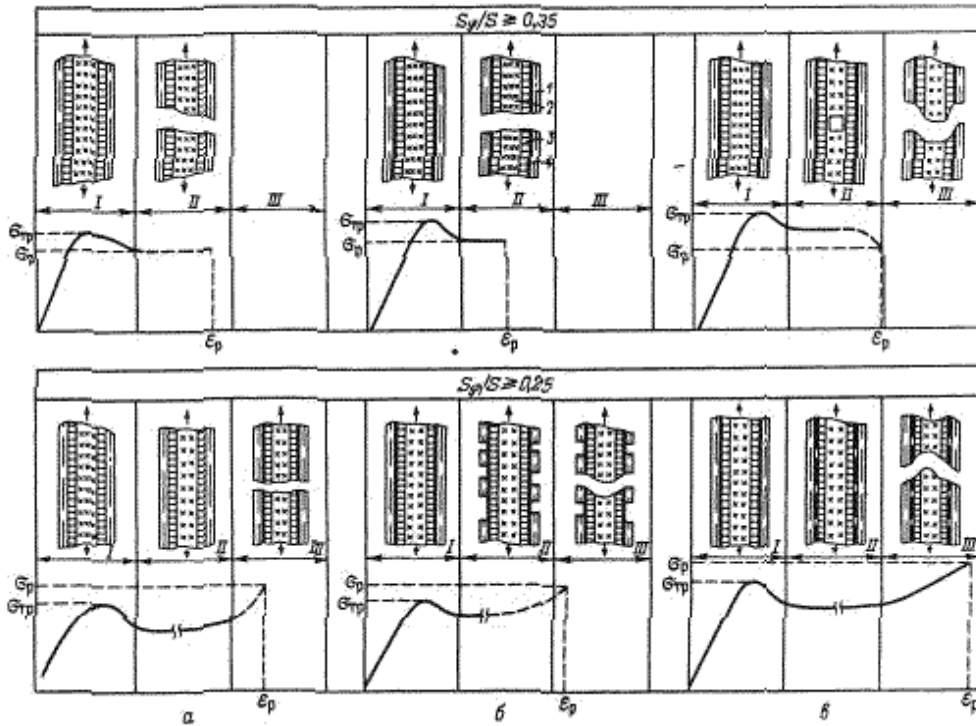 Sφ/S ≥ 0,35
1
2
3
4
I II III I II III I II III
σтр σтр σтр
σр σр σр
εр εр εр
Sφ/S ≥ 0,25
I II III I II III I II III
σр σр σр
σтр σтр σтр
εр εр εр
а б в